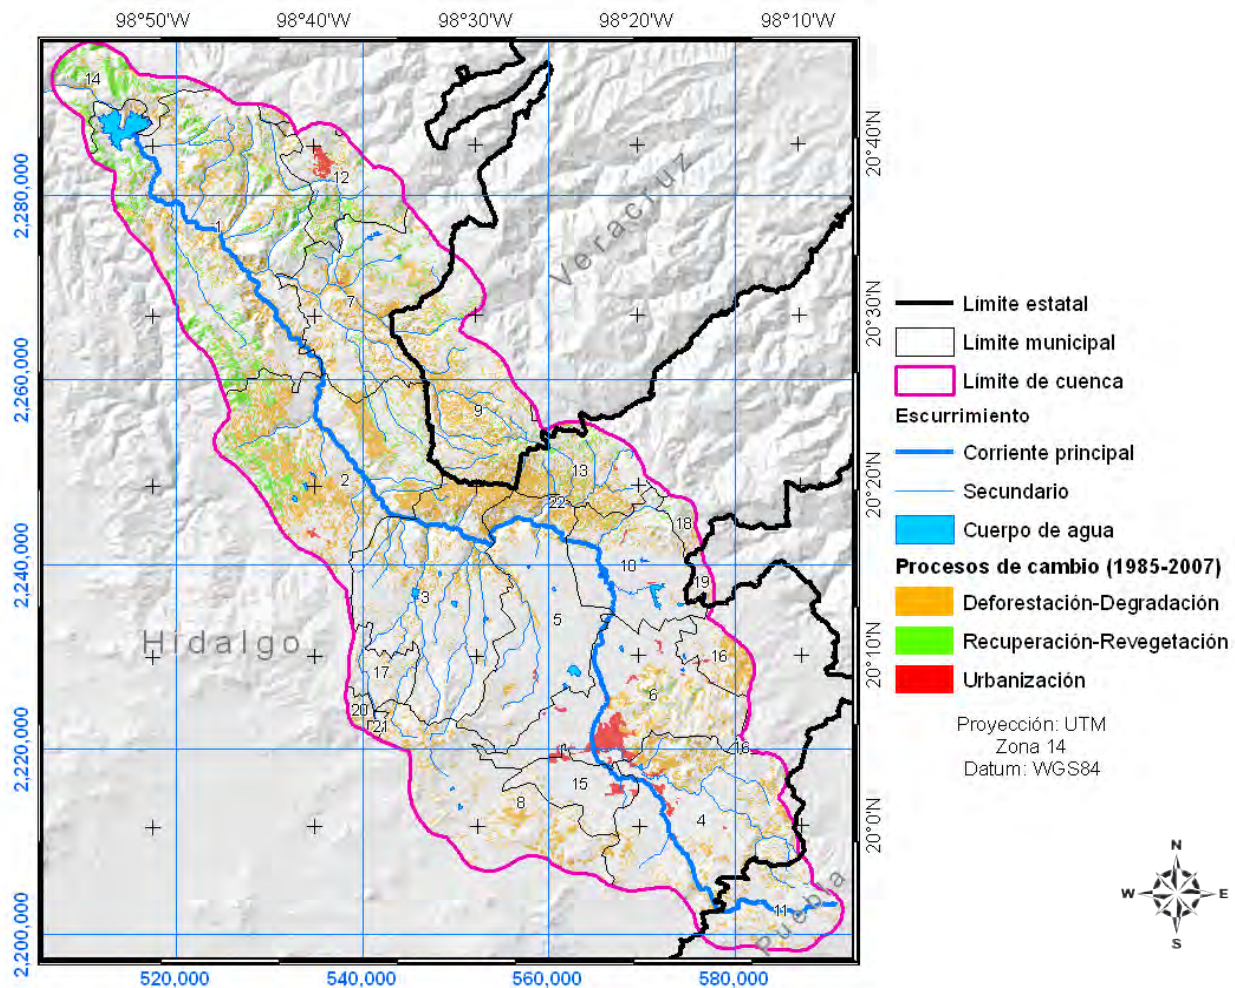 98°50'W
98°40'W
98°30'W
98°20'W
98°10'W
20°40'N
20°30'N
20°20'N
20°10'N
20°0'N
2,280,000
2,260,000
2,240,000
2,220,000
2,200,000
520,000
540,000
560,000
580,000
Veracruz
Hidalgo
Puebla
14
12
1
7
9
13
2
22
18
10
19
3
5
17
16
6
20
21
16
15
8
4
11
Límite estatal
Límite municipal
Límite de cuenca
Escurrimiento
Corriente principal
Secundario
Cuerpo de agua
Procesos de cambio (1985-2007)
Deforestación-Degradación
Recuperación-Revegetación
Urbanización
Proyección: UTM
Zona 14
Datum: WGS84
N
W
E
S